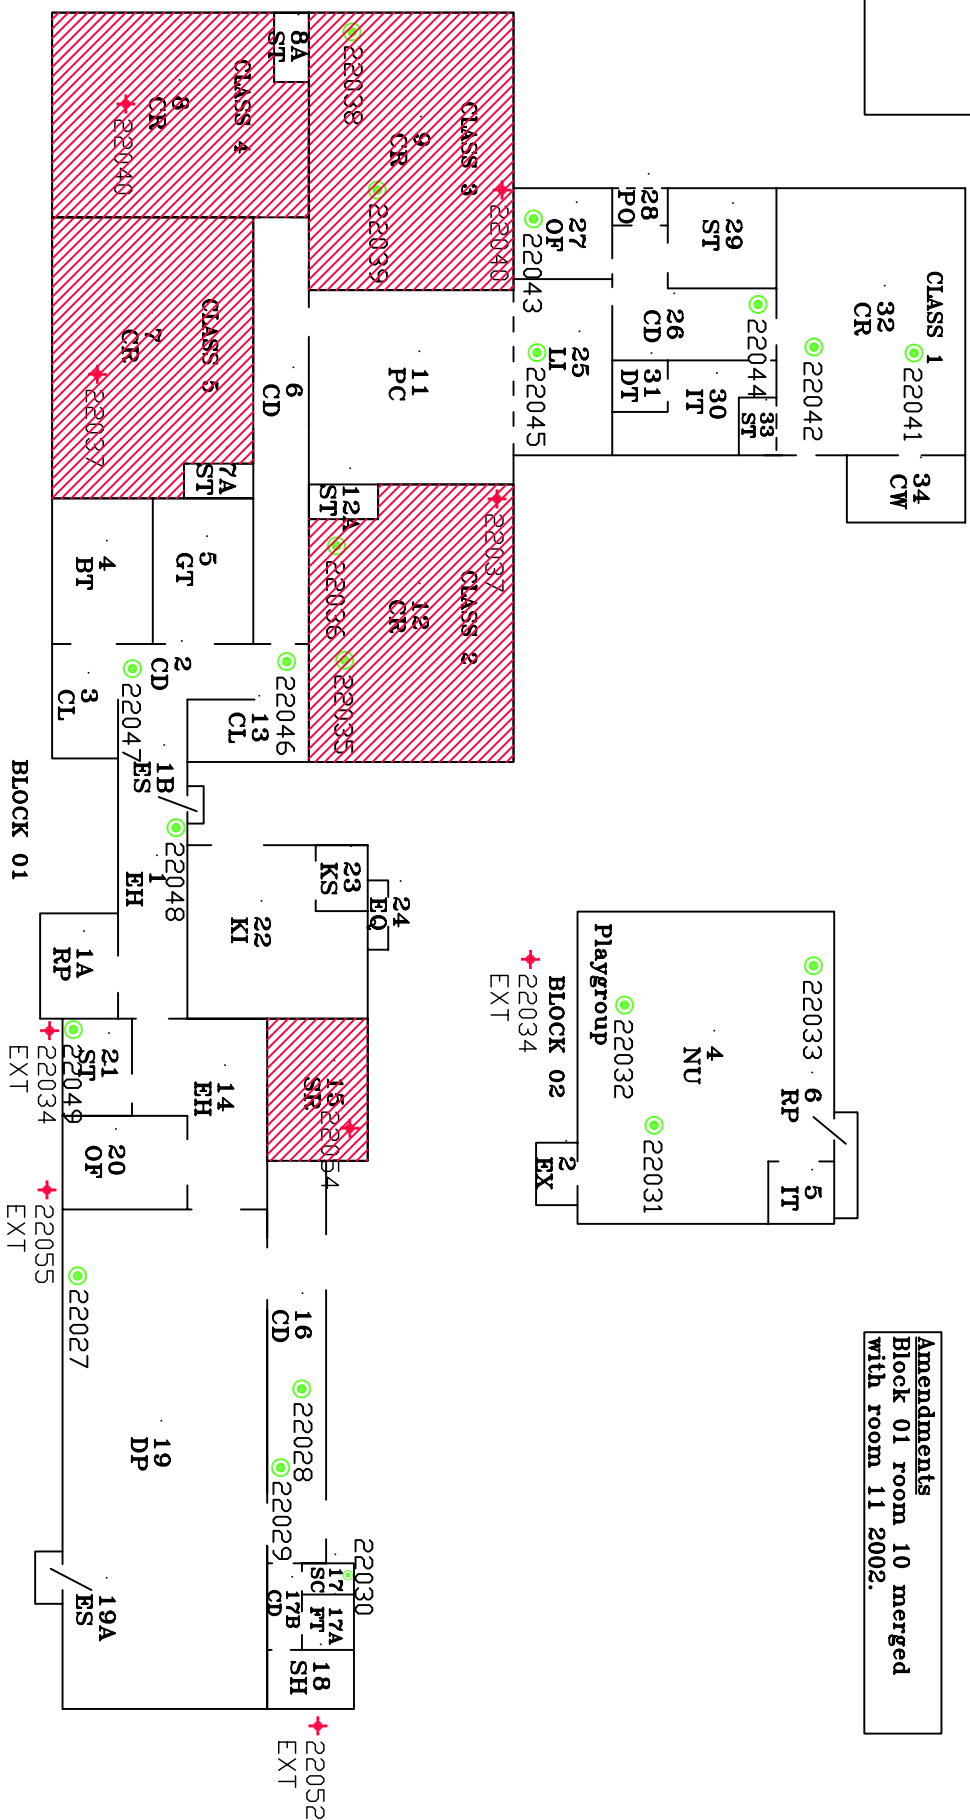 Amendments
Block 01 room 10 merged
with room 11 2002.
CLASS 1
32
CR
22041
22042
34
CW
29
ST
28
PO
27
OF
22043
26
CD
22044
33
ST
30
IT
31
DT
25
LI
22045
CLASS 3
9
CR
22038
22039
22040
8A
ST
CLASS 4
8
CR
22040
CLASS 5
7
CR
22037
7A
ST
6
CD
11
PC
12A
ST
22037
CLASS 2
12
CR
22036
22035
5
GT
4
BT
2
CD
3
CL
22047
22046
13
CL
1B
ES
22048
1
EH
1A
RP
BLOCK 01
23
KS
24
EQ
22
KI
15
SR
22054
14
EH
21
ST
22049
22034
EXT
20
OF
22055
EXT
22027
16
CD
22028
22029
22030
17
SC
17A
FT
17B
CD
18
SH
19
DP
19A
ES
22052
EXT
22033
6
RP
4
NU
5
IT
22032
22031
Playgroup
BLOCK 02
2
EX
22034
EXT